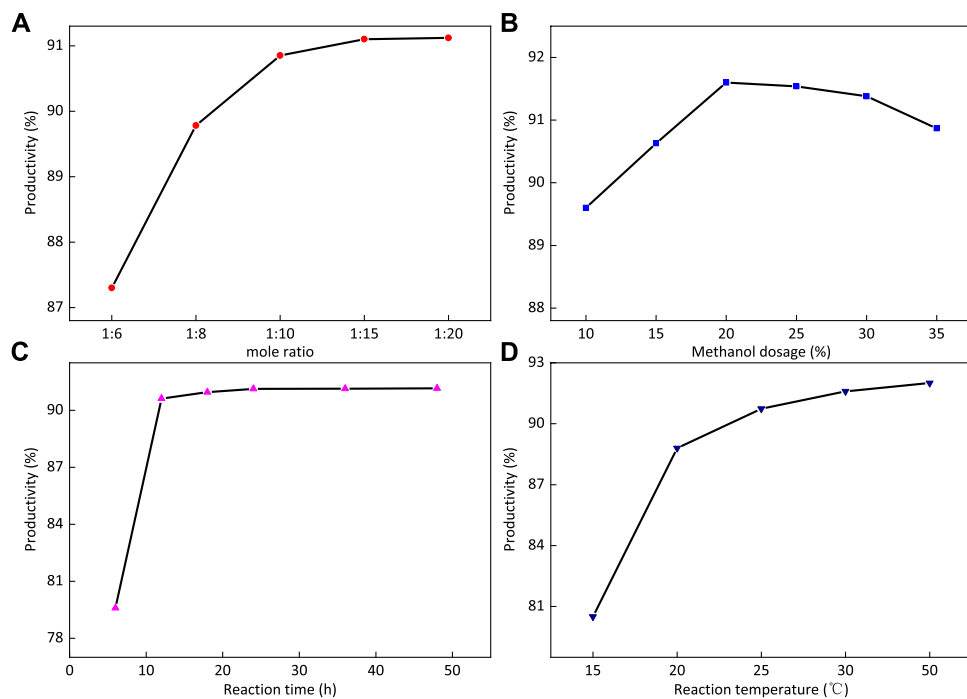 A
Productivity (%)
91
90
89
88
87
1:6 1:8 1:10 1:15 1:20
mole ratio
B
Productivity (%)
92
91
90
89
88
10 15 20 25 30 35
Methanol dosage (%)
C
Productivity (%)
90
87
84
81
78
0 10 20 30 40 50
Reaction time (h)
D
Productivity (%)
93
90
87
84
81
15 20 25 30 50
Reaction temperature (℃)